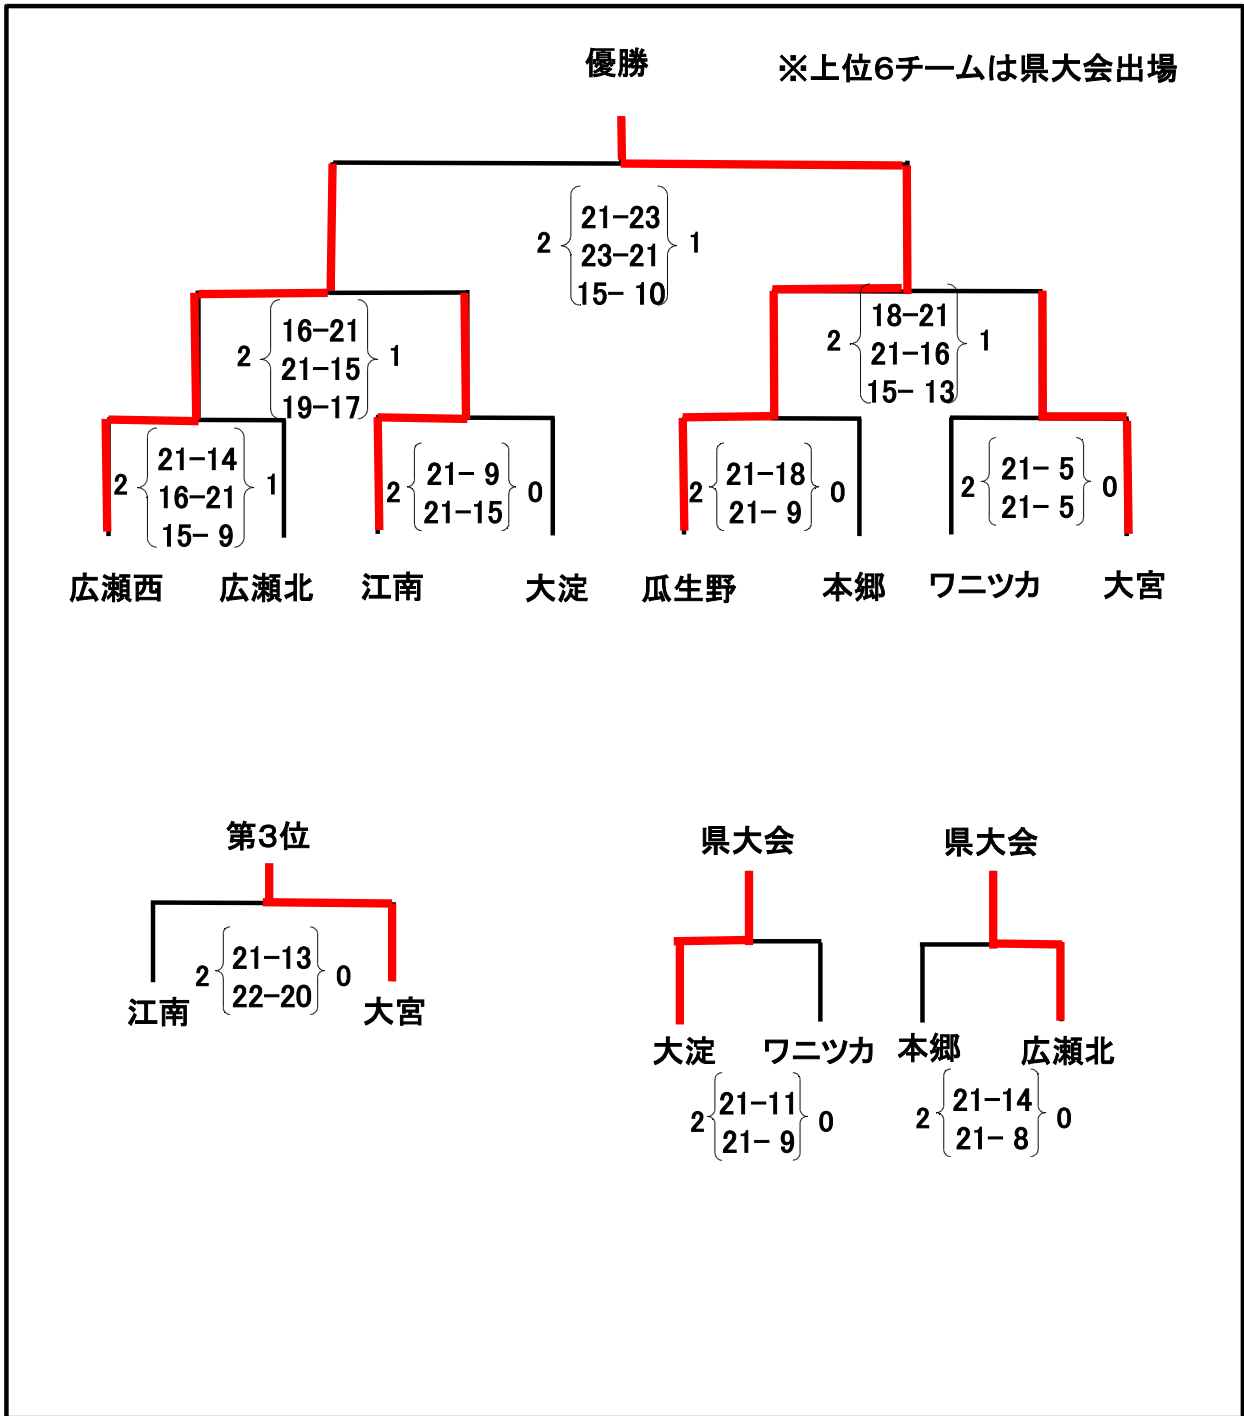 優勝
※上位6チームは県大会出場
2 21-23 1
23-21
15- 10
2 16-21 1
21-15
19-17
2 18-21 1
21-16
15- 13
2 21-14 1
16-21
15- 9
2 21- 9 0
21-15
2 21-18 0
21- 9
2 21- 5 0
21- 5
広瀬西 広瀬北 江南 大淀 瓜生野 本郷 ワニツカ 大宮
第3位
2 21-13 0
22-20
江南 大宮
県大会 県大会
大淀 ワニツカ 本郷 広瀬北
2 21-11 0
21- 9
2 21-14 0
21- 8